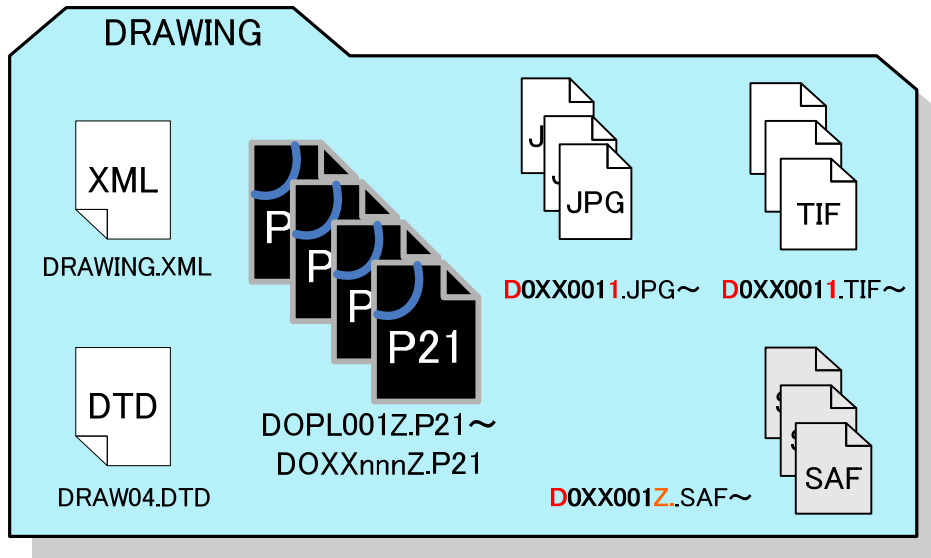 DRAWING
XML
DRAWING.XML
DTD
DRAW04.DTD
P
P
P
P21
DOPL001Z.P21～
DOXXnnnZ.P21
J
J
JPG
D0XX0011.JPG～
TIF
D0XX0011.TIF～
S
S
SAF
D0XX001Z..SAF～